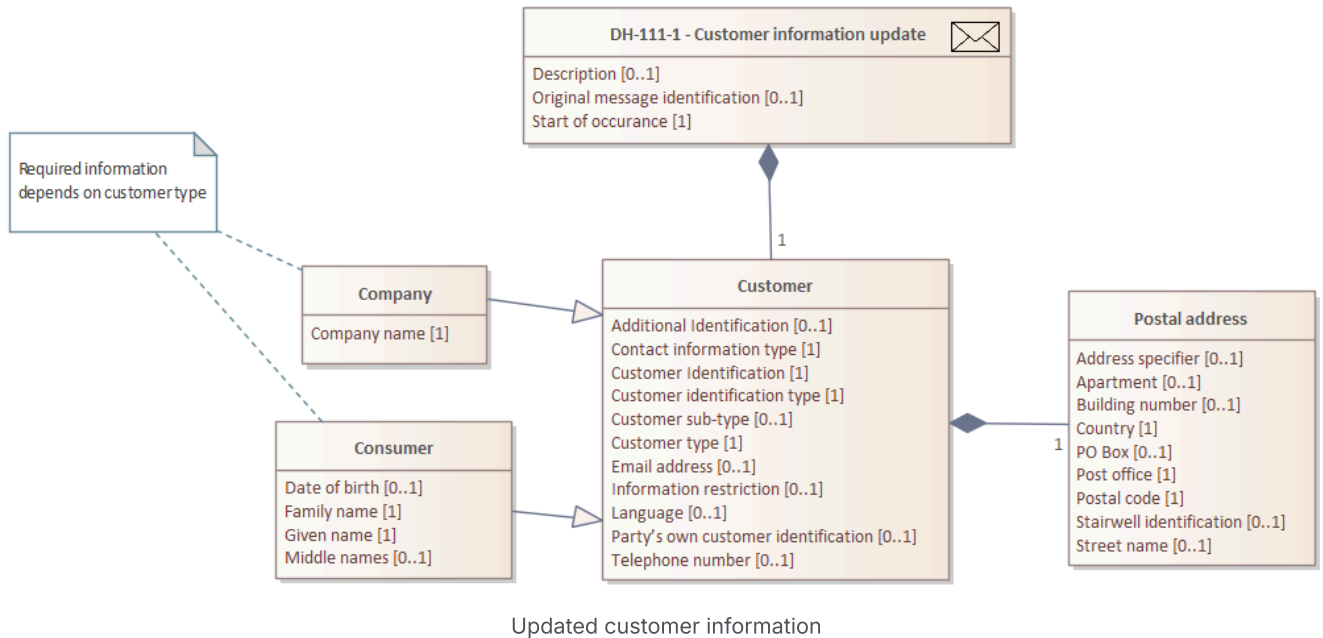 DH-111-1 - Customer information update
Description [0..1]
Original message identification [0..1]
Start of occurance [1]
Required information
depends on customer type
1
Company
Company name [1]
Customer
Additional Identification [0..1]
Contact information type [1]
Customer Identification [1]
Customer identification type [1]
Customer sub-type [0..1]
Customer type [1]
Email address [0..1]
Information restriction [0..1]
Language [0..1]
Party's own customer identification [0..1]
Telephone number [0..1]
Postal address
Address specifier [0..1]
Apartment [0..1]
Building number [0..1]
Country [1]
PO Box [0..1]
Post office [1]
Postal code [1]
Stairwell identification [0..1]
Street name [0..1]
1
Consumer
Date of birth [0..1]
Family name [1]
Given name [1]
Middle names [0..1]
Updated customer information